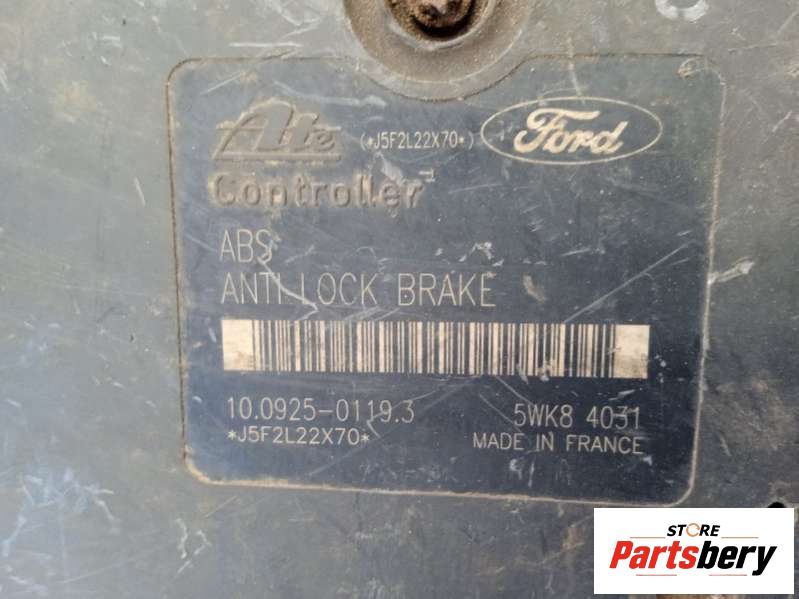 Ate (*J5F2L22X70*) Ford
Controller
ABS
ANTI LOCK BRAKE
10.0925-0119.3 5WK8 4031
*J5F2L22X70* MADE IN FRANCE
STORE
Partsbery